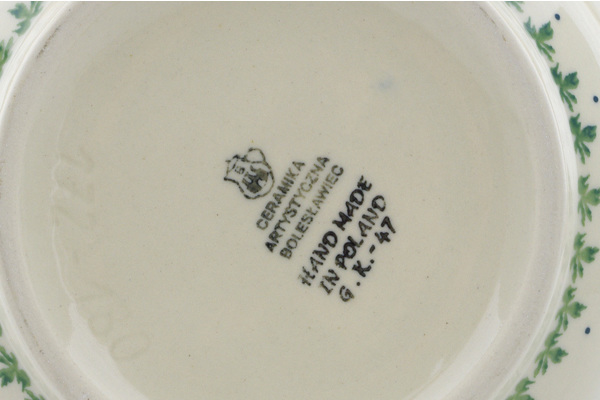 CERAMIKA
ARTYSTYCZNA
BOLESŁAWIEC
HAND MADE
IN POLAND
G.K.-47